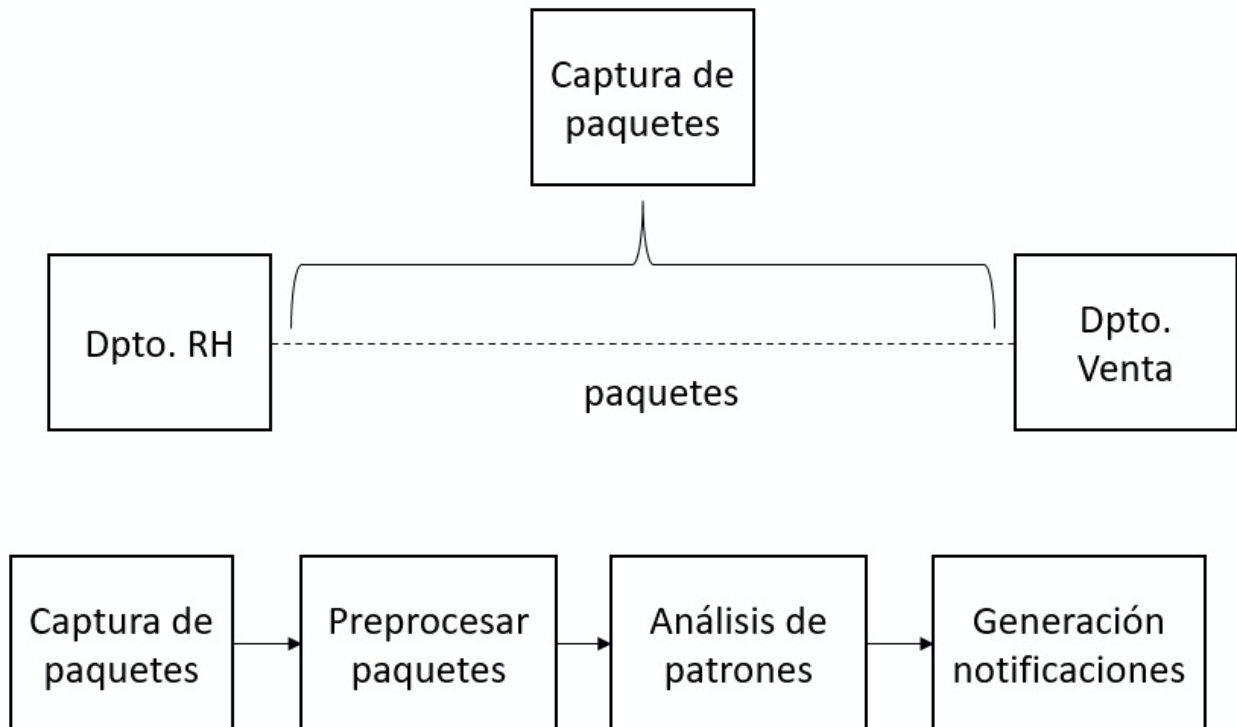 Captura de
paquetes
Dpto. RH
Dpto.
Venta
paquetes
Captura de
paquetes
Preprocesar
paquetes
Análisis de
patrones
Generación
notificaciones